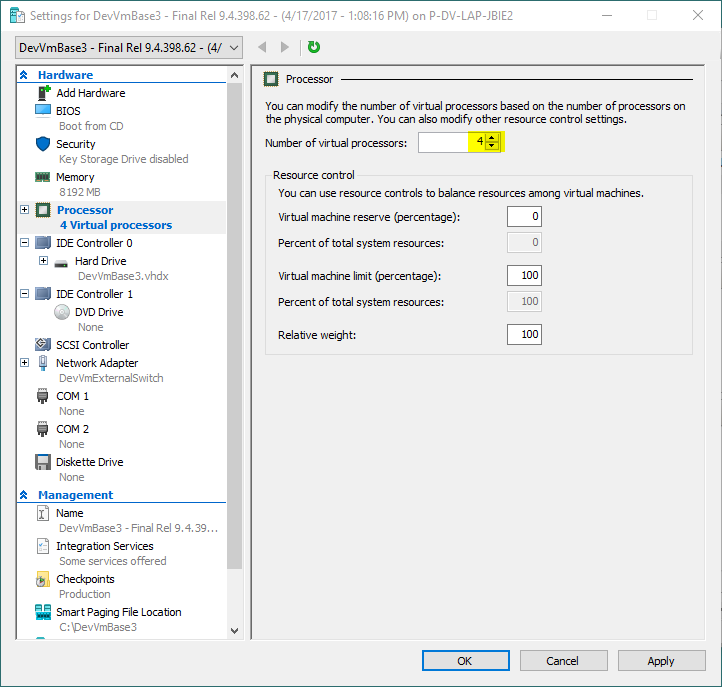 Settings for DevVmBase3 - Final Rel 9.4.398.62 - (4/17/2017 - 1:08:16 PM) on P-DV-LAP-JBIE2
DevVmBase3 - Final Rel 9.4.398.62 - (4/
Hardware
Add Hardware
BIOS
Boot from CD
Security
Key Storage Drive disabled
Memory
8192 MB
Processor
4 Virtual processors
IDE Controller 0
Hard Drive
DevVmBase3.vhdx
IDE Controller 1
DVD Drive
None
SCSI Controller
Network Adapter
DevVmExternalSwitch
COM 1
None
COM 2
None
Diskette Drive
None
Management
Name
DevVmBase3 - Final Rel 9.4.39...
Integration Services
Some services offered
Checkpoints
Production
Smart Paging File Location
C:\DevVmBase3
Processor
You can modify the number of virtual processors based on the number of processors on
the physical computer. You can also modify other resource control settings.
Number of virtual processors: 4
Resource control
You can use resource controls to balance resources among virtual machines.
Virtual machine reserve (percentage): 0
Percent of total system resources: 0
Virtual machine limit (percentage): 100
Percent of total system resources: 100
Relative weight: 100
OK Cancel Apply